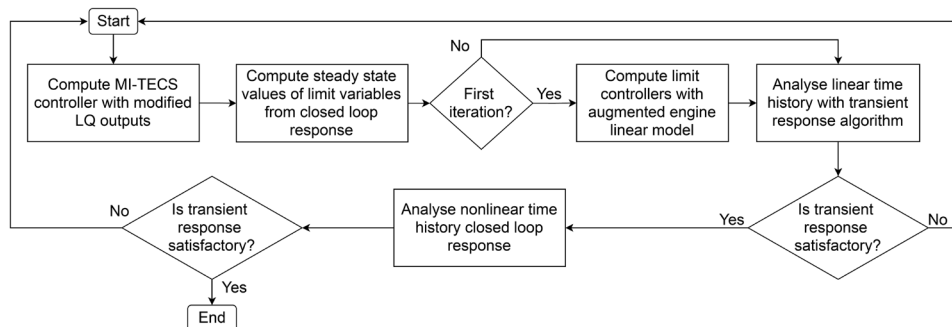 Start
Compute MI-TECS
controller with modified
LQ outputs
Compute steady state
values of limit variables
from closed loop
response
No
First
iteration?
Yes
Compute limit
controllers with
augmented engine
linear model
Analyse linear time
history with transient
response algorithm
Is transient
response
satisfactory?
No
Yes
Analyse nonlinear time
history closed loop
response
Is transient
response
satisfactory?
No
Yes
End